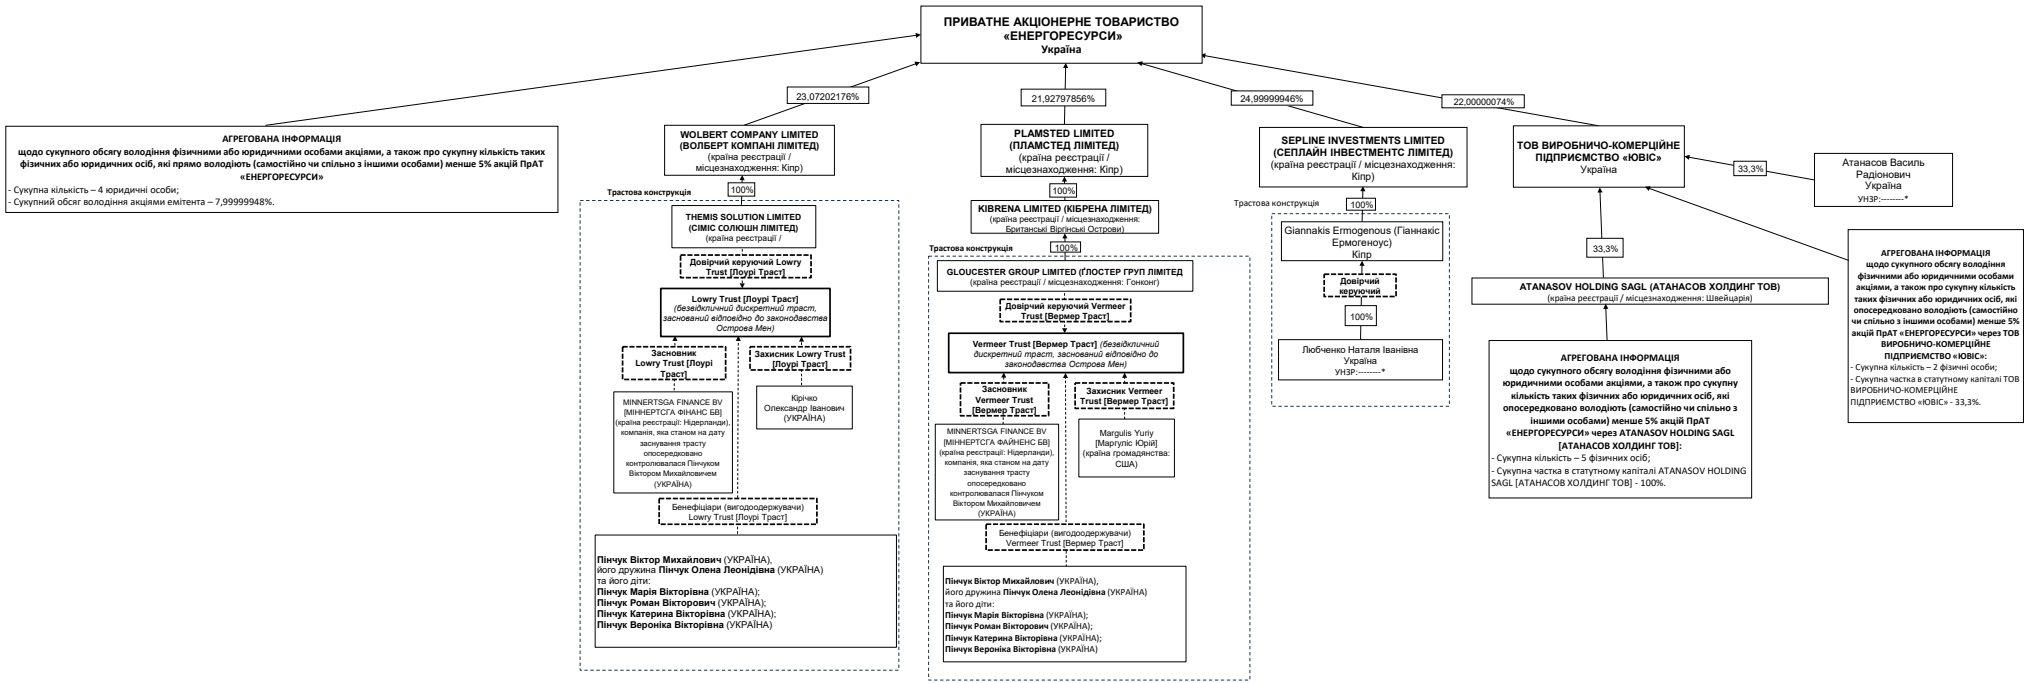 ПРИВАТНЕ АКЦІОНЕРНЕ ТОВАРИСТВО
«ЕНЕРГОРЕСУРСИ»
Україна
23,07202176%
21,92797856%
24,99999946%
22,00000074%
АГРЕГОВАНА ІНФОРМАЦІЯ
щодо сукупного обсягу володіння фізичними або юридичними особами акціями, а також про сукупну кількість таких
фізичних або юридичних осіб, які прямо володіють (самостійно чи спільно з іншими особами) менше 5% акцій ПрАТ
«ЕНЕРГОРЕСУРСИ»
- Сукупна кількість – 4 юридичні особи;
- Сукупний обсяг володіння акціями емітента – 7,99999948%.
WOLBERT COMPANY LIMITED
(ВОЛБЕРТ КОМПАНІ ЛІМІТЕД)
(країна реєстрації /
місцезнаходження: Кіпр)
Трастова конструкція
100%
THEMIS SOLUTION LIMITED
(СІМІС СОЛЮШН ЛІМІТЕД)
(країна реєстрації /
Довірчий керуючий Lowry
Trust [Лоурі Траст]
Lowry Trust [Лоурі Траст]
(безвідкличний дискретний траст,
заснований відповідно до законодавства
Острова Мен)
Засновник
Lowry Trust [Лоурі
Траст]
Захисник Lowry Trust
[Лоурі Траст]
MINNERTSGA FINANCE BV
[МІННЕРТСГА ФІНАНС БВ]
(країна реєстрації: Нідерланди),
компанія, яка станом на дату
заснування трасту
опосередковано
контролювалася Пінчуком
Віктором Михайловичем
(УКРАЇНА)
Кірічко
Олександр Іванович
(УКРАЇНА)
Бенефіціари (вигодоодержувачи)
Lowry Trust [Лоурі Траст]
Пінчук Віктор Михайлович (УКРАЇНА),
його дружина Пінчук Олена Леонідівна (УКРАЇНА)
та його діти:
Пінчук Марія Вікторівна (УКРАЇНА);
Пінчук Роман Вікторович (УКРАЇНА);
Пінчук Катерина Вікторівна (УКРАЇНА);
Пінчук Вероніка Вікторівна (УКРАЇНА)
PLAMSTED LIMITED
(ПЛАМСТЕД ЛІМІТЕД)
(країна реєстрації /
місцезнаходження: Кіпр)
100%
KIBRENA LIMITED (КІБРЕНА ЛІМІТЕД)
(країна реєстрації / місцезнаходження:
Британські Віргінські Острови)
Трастова конструкція
100%
GLOUCESTER GROUP LIMITED (ҐЛОСТЕР ГРУП ЛІМІТЕД
(країна реєстрації / місцезнаходження: Гонконг)
Довірчий керуючий Vermeer
Trust [Вермер Траст]
Vermeer Trust [Вермер Траст] (безвідкличний
дискретний траст, заснований відповідно до
законодавства Острова Мен)
Засновник
Vermeer Trust
[Вермер Траст]
Захисник Vermeer
Trust [Вермер Траст]
MINNERTSGA FINANCE BV
[МІННЕРТСГА ФАЙНЕНС БВ]
(країна реєстрації: Нідерланди),
компанія, яка станом на дату
заснування трасту
опосередковано
контролювалася Пінчуком
Віктором Михайловичем
(УКРАЇНА)
Margulis Yuriy
[Маргуліс Юрій]
(країна громадянства:
США)
Бенефіціари (вигодоодержувачи)
Vermeer Trust [Вермер Траст]
Пінчук Віктор Михайлович (УКРАЇНА),
його дружина Пінчук Олена Леонідівна (УКРАЇНА)
та його діти:
Пінчук Марія Вікторівна (УКРАЇНА);
Пінчук Роман Вікторович (УКРАЇНА);
Пінчук Катерина Вікторівна (УКРАЇНА);
Пінчук Вероніка Вікторівна (УКРАЇНА)
SEPLINE INVESTMENTS LIMITED
(СЕПЛАЙН ІНВЕСТМЕНТС ЛІМІТЕД)
(країна реєстрації / місцезнаходження:
Кіпр)
Трастова конструкція
100%
Giannakis Ermogenous (Гіаннакіс
Ермогеноус)
Кіпр
Довірчий
керуючий
100%
Любченко Наталя Іванівна
Україна
УНЗР:--------*
ТОВ ВИРОБНИЧО-КОМЕРЦІЙНЕ
ПІДПРИЄМСТВО «ЮВІС»
Україна
33,3%
Атанасов Василь
Радіонович
Україна
УНЗР:--------*
33,3%
ATANASOV HOLDING SAGL (АТАНАСОВ ХОЛДИНГ ТОВ)
(країна реєстрації / місцезнаходження: Швейцарія)
АГРЕГОВАНА ІНФОРМАЦІЯ
щодо сукупного обсягу володіння фізичними або
юридичними особами акціями, а також про сукупну
кількість таких фізичних або юридичних осіб, які
опосередковано володіють (самостійно чи спільно з
іншими особами) менше 5% акцій ПрАТ
«ЕНЕРГОРЕСУРСИ» через ATANASOV HOLDING SAGL
[АТАНАСОВ ХОЛДИНГ ТОВ]:
- Сукупна кількість – 5 фізичних осіб;
- Сукупна частка в статутному капіталі ATANASOV HOLDING
SAGL [АТАНАСОВ ХОЛДИНГ ТОВ] - 100%.
АГРЕГОВАНА ІНФОРМАЦІЯ
щодо сукупного обсягу володіння
фізичними або юридичними особами
акціями, а також про сукупну кількість
таких фізичних або юридичних осіб, які
опосередковано володіють (самостійно
чи спільно з іншими особами) менше 5%
акцій ПрАТ «ЕНЕРГОРЕСУРСИ» через ТОВ
ВИРОБНИЧО-КОМЕРЦІЙНЕ
ПІДПРИЄМСТВО «ЮВІС»:
- Сукупна кількість – 2 фізичні особи;
- Сукупна частка в статутному капіталі ТОВ
ВИРОБНИЧО-КОМЕРЦІЙНЕ
ПІДПРИЄМСТВО «ЮВІС» - 33,3%.